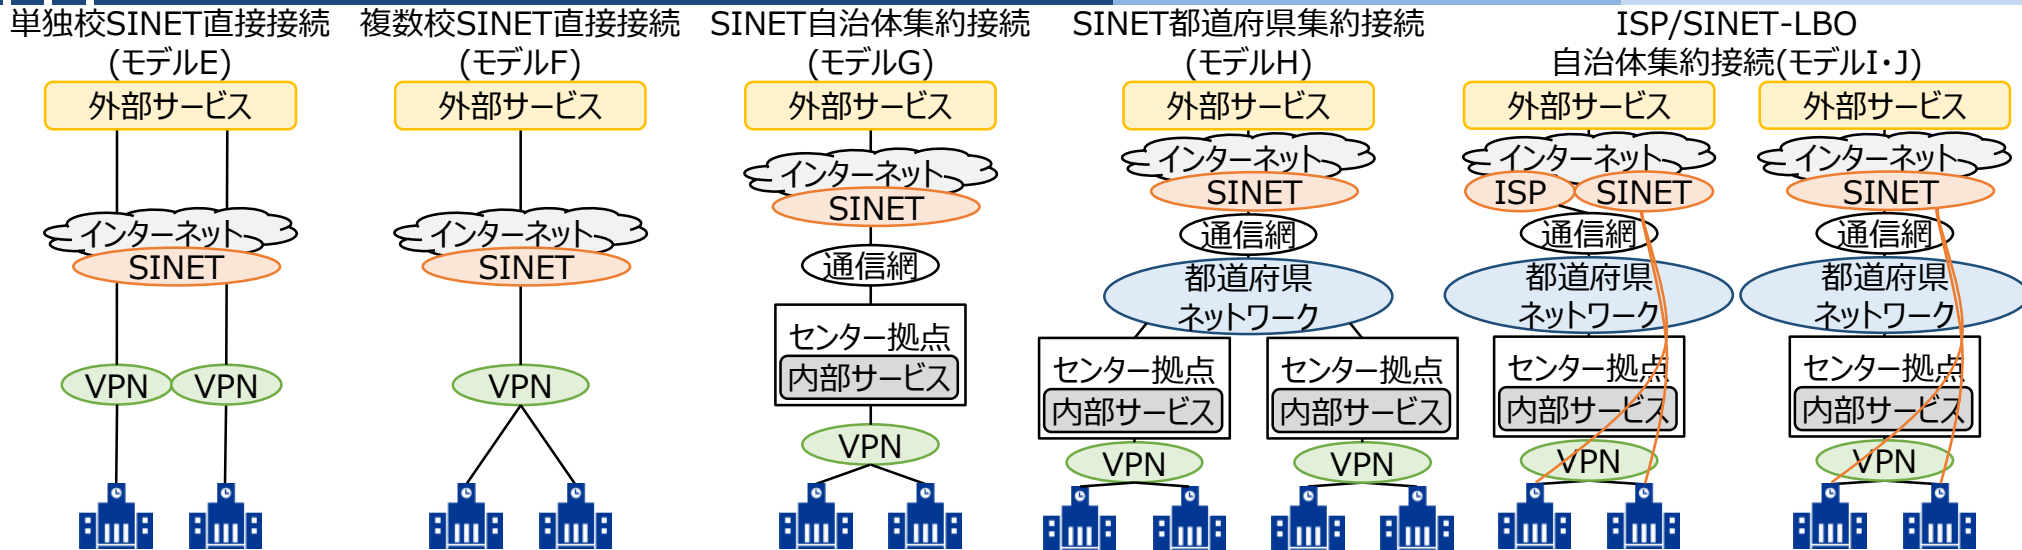 単独校SINET直接接続
(モデルE)
外部サービス
インターネット
SINET
VPN
VPN
複数校SINET直接接続
(モデルF)
外部サービス
インターネット
SINET
VPN
SINET自治体集約接続
(モデルG)
外部サービス
インターネット
SINET
通信網
センター拠点
内部サービス
VPN
SINET都道府県集約接続
(モデルH)
外部サービス
インターネット
SINET
通信網
都道府県
ネットワーク
センター拠点
内部サービス
VPN
センター拠点
内部サービス
VPN
ISP/SINET-LBO
自治体集約接続(モデルI・J)
外部サービス
インターネット
ISP
SINET
通信網
都道府県
ネットワーク
センター拠点
内部サービス
VPN
外部サービス
インターネット
SINET
通信網
都道府県
ネットワーク
センター拠点
内部サービス
VPN